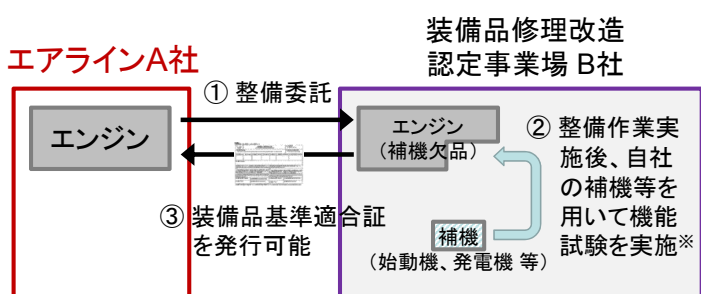 エアラインA社
装備品修理改造
認定事業場 B社
① 整備委託
エンジン
エンジン
(補機欠品)
② 整備作業実
施後、自社
の補機等を
用いて機能
試験を実施※
③ 装備品基準適合証
を発行可能
補機
(始動機、発電機 等)